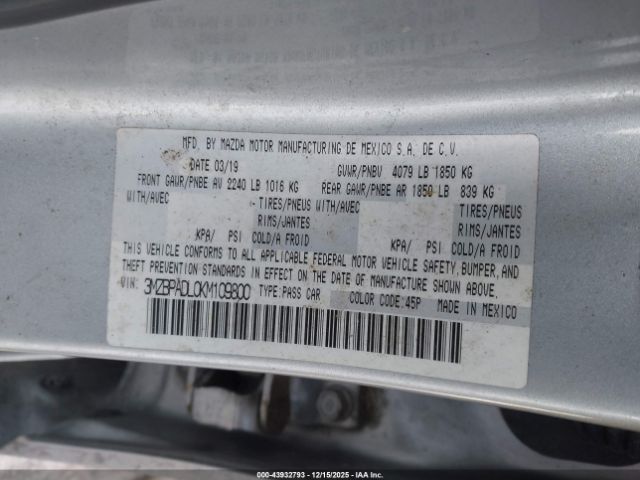 MFD. BY MAZDA MOTOR MANUFACTURING DE MEXICO S.A. DE C.V.
DATE 03/19 GVWR/PNBV 4079 LB 1850 KG
FRONT GAWR/PNBE AV 2240 LB 1016 KG REAR GAWR/PNBE AR 1850 LB 839 KG
WITH/AVEC TIRES/PNEUS WITH/AVEC TIRES/PNEUS
RIMS/JANTES RIMS/JANTES
KPA/ PSI COLD/A FROID KPA/ PSI COLD/A FROID
THIS VEHICLE CONFORMS TO ALL APPLICABLE FEDERAL MOTOR VEHICLE SAFETY, BUMPER, AND
THEFT PREVENTION STANDARDS IN EFFECT ON THE DATE OF MANUFACTURE SHOWN ABOVE.
VIN: 3MZBPADL0KM109800 TYPE:PASS CAR COLOR CODE:45P MADE IN MEXICO
000-43932793 - 12/15/2025 - IAA Inc.